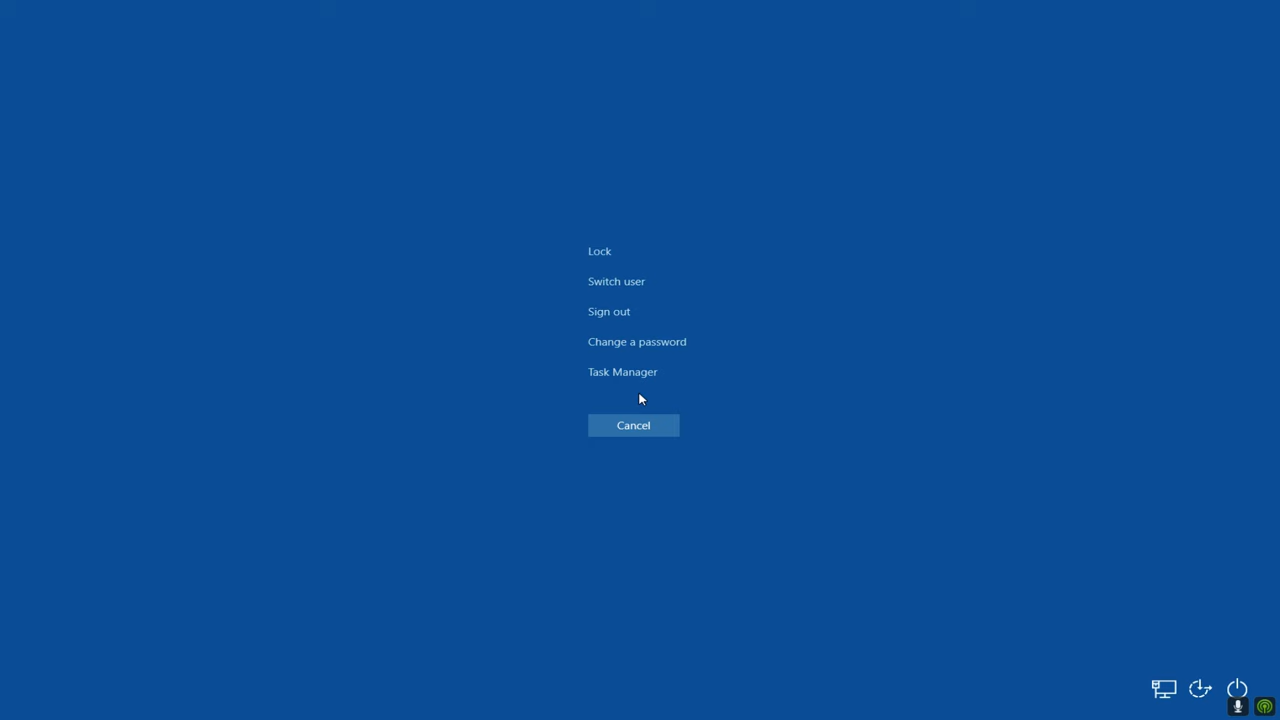 Lock
Switch user
Sign out
Change a password
Task Manager
Cancel